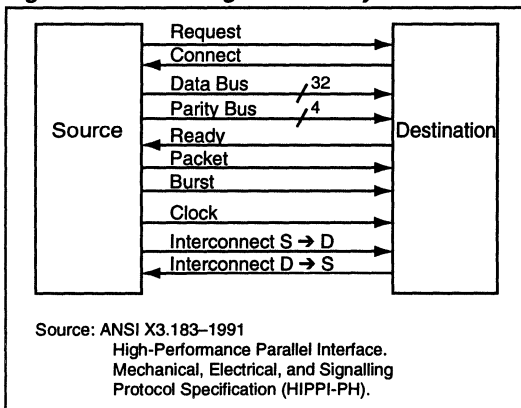 Request
Connect
Data Bus 32
Parity Bus 4
Source
Destination
Ready
Packet
Burst
Clock
Interconnect S → D
Interconnect D → S
Source: ANSI X3.183–1991
High-Performance Parallel Interface.
Mechanical, Electrical, and Signalling
Protocol Specification (HIPPI-PH).